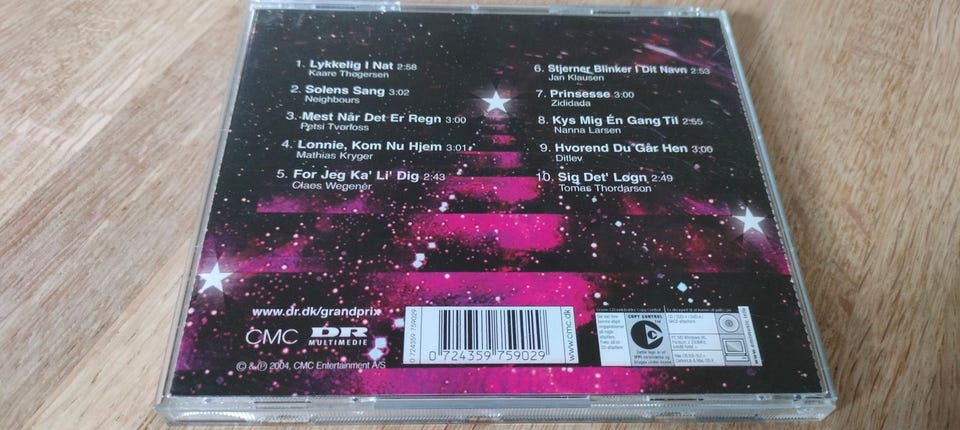 1. Lykkelig I Nat 2:58
Kaare Thøgersen
2. Solens Sang 3:02
Neighbours
3. Mest Når Det Er Regn 3:00
Petsi Tvørfoss
4. Lonnie, Kom Nu Hjem 3:01
Mathias Kryger
5. For Jeg Ka' Li' Dig 2:43
Claes Wegener
6. Stjerner Blinker I Dit Navn 2:53
Jan Klausen
7. Prinsesse 3:00
Zididada
8. Kys Mig Én Gang Til 2:55
Nanna Larsen
9. Hvorend Du Går Hen 3:00
Ditlev
10. Sig Det' Løgn 2:49
Tomas Thordarson
www.dr.dk/grandprix
CMC DR
MULTIMEDIE
© & ℗ 2004, CMC Entertainment A/S
0 724359 759029
0 724359 759029
www.cmc.dk
COPY CONTROL